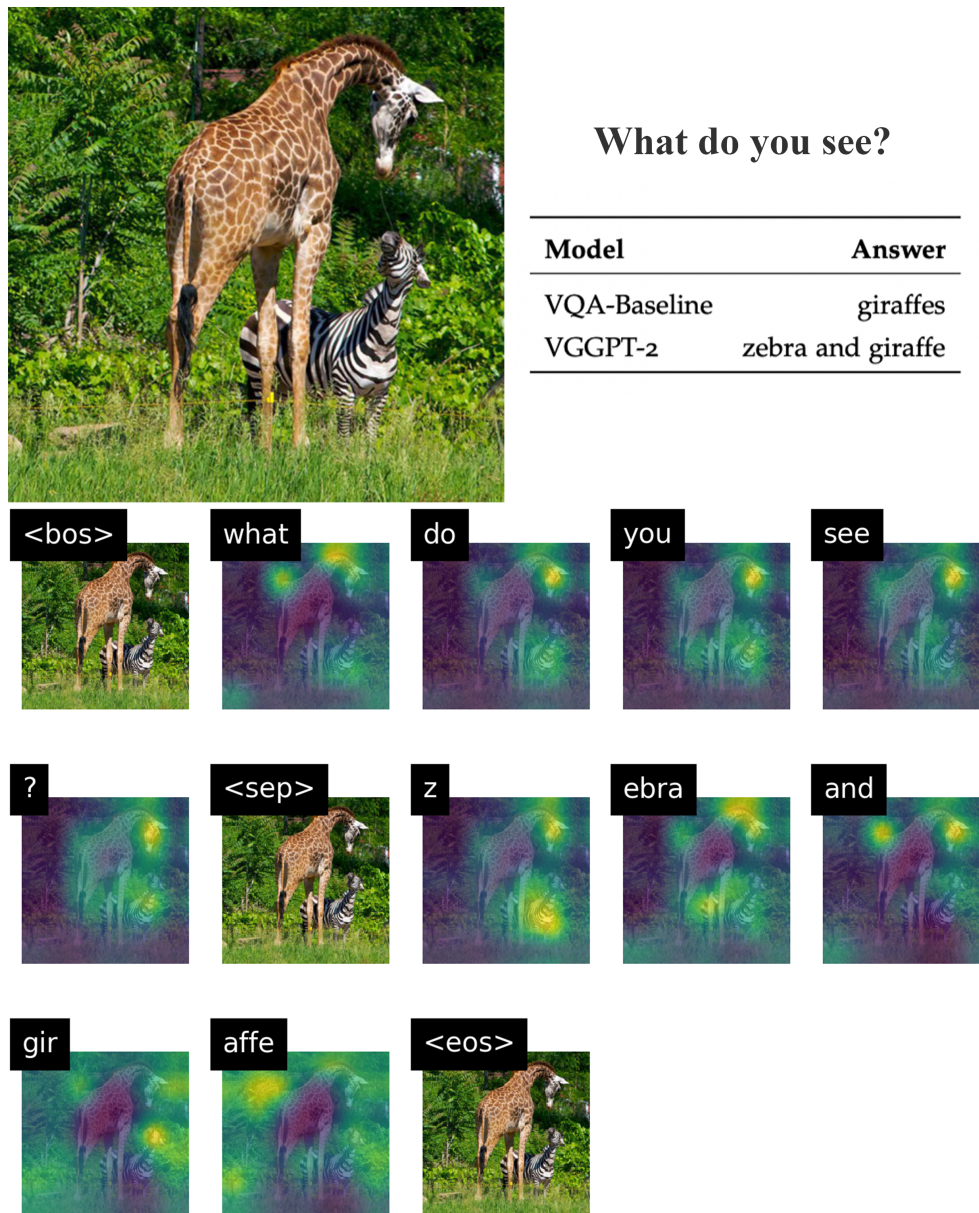 What do you see?
Model Answer
VQA-Baseline giraffes
VGGPT-2 zebra and giraffe
<bos> what do you see
? <sep> z ebra and
gir affe <eos>